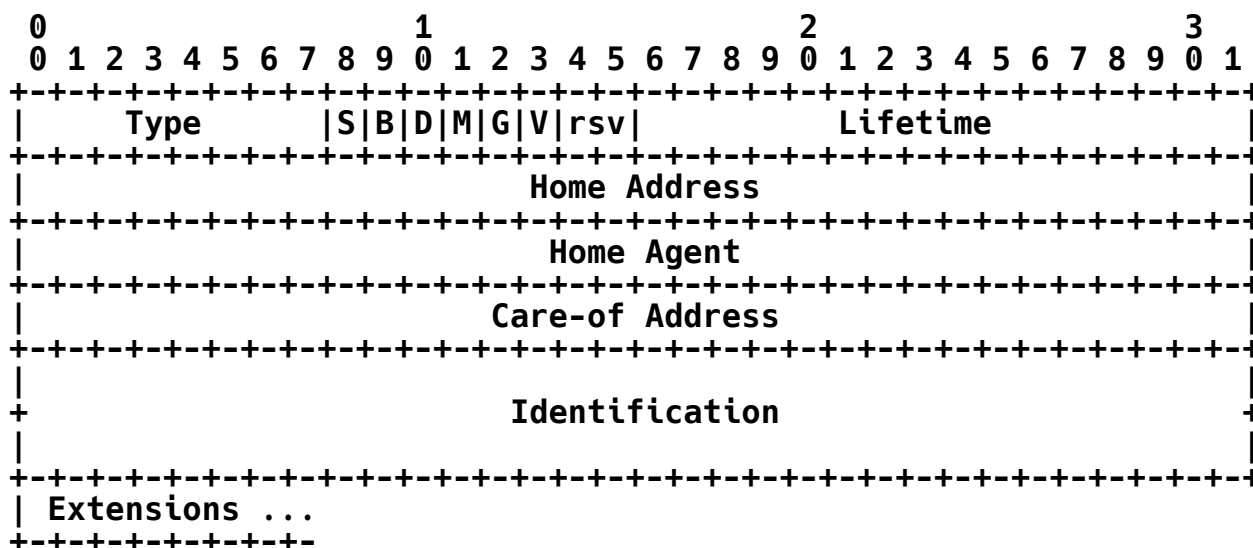 0                   1                   2                   3
 0 1 2 3 4 5 6 7 8 9 0 1 2 3 4 5 6 7 8 9 0 1 2 3 4 5 6 7 8 9 0 1
+-+-+-+-+-+-+-+-+-+-+-+-+-+-+-+-+-+-+-+-+-+-+-+-+-+-+-+-+-+-+-+-+
|     Type      |S|B|D|M|G|V|rsv|          Lifetime             |
+-+-+-+-+-+-+-+-+-+-+-+-+-+-+-+-+-+-+-+-+-+-+-+-+-+-+-+-+-+-+-+-+
|                          Home Address                         |
+-+-+-+-+-+-+-+-+-+-+-+-+-+-+-+-+-+-+-+-+-+-+-+-+-+-+-+-+-+-+-+-+
|                           Home Agent                          |
+-+-+-+-+-+-+-+-+-+-+-+-+-+-+-+-+-+-+-+-+-+-+-+-+-+-+-+-+-+-+-+-+
|                        Care-of Address                        |
+-+-+-+-+-+-+-+-+-+-+-+-+-+-+-+-+-+-+-+-+-+-+-+-+-+-+-+-+-+-+-+-+
|                                                               |
+                         Identification                        +
|                                                               |
+-+-+-+-+-+-+-+-+-+-+-+-+-+-+-+-+-+-+-+-+-+-+-+-+-+-+-+-+-+-+-+-+
| Extensions ...
+-+-+-+-+-+-+-+-